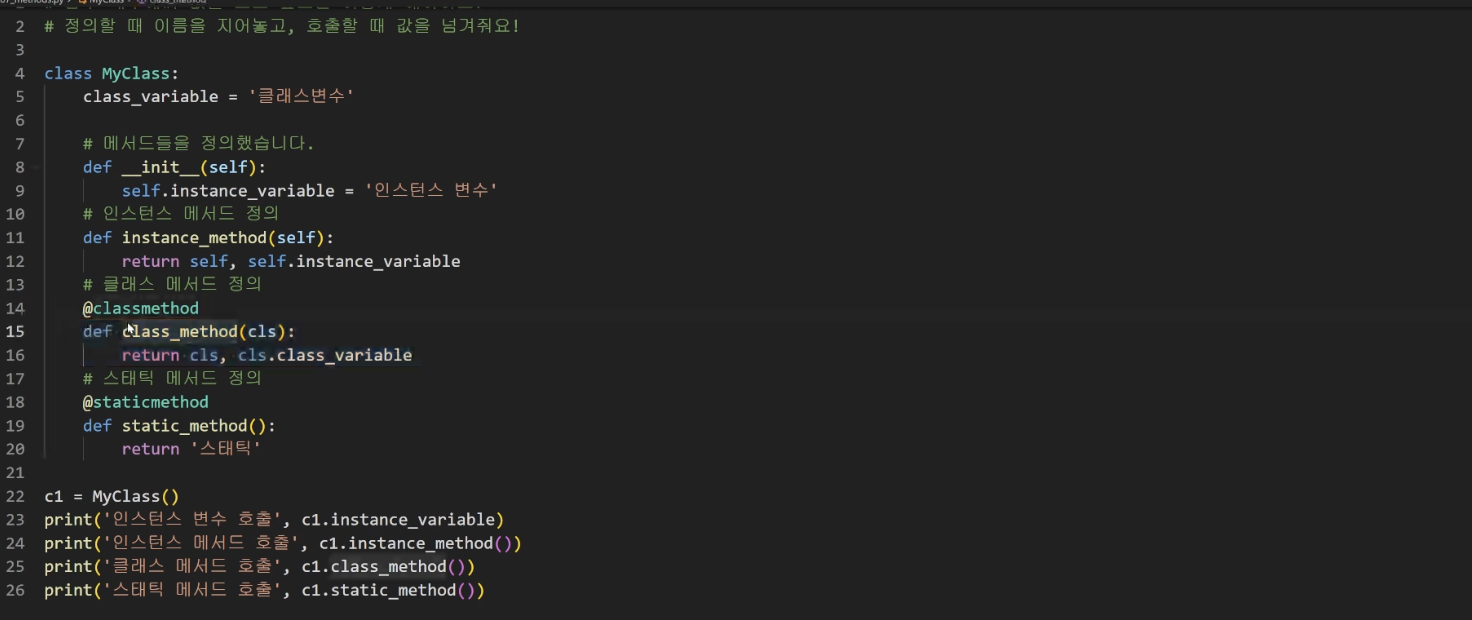 2 # 정의할 때 이름을 지어놓고, 호출할 때 값을 넘겨줘요!
3
4 class MyClass:
5     class_variable = '클래스변수'
6
7     # 메서드들을 정의했습니다.
8     def __init__(self):
9         self.instance_variable = '인스턴스 변수'
10     # 인스턴스 메서드 정의
11     def instance_method(self):
12         return self, self.instance_variable
13     # 클래스 메서드 정의
14     @classmethod
15     def class_method(cls):
16         return cls, cls.class_variable
17     # 스태틱 메서드 정의
18     @staticmethod
19     def static_method():
20         return '스태틱'
21
22 c1 = MyClass()
23 print('인스턴스 변수 호출', c1.instance_variable)
24 print('인스턴스 메서드 호출', c1.instance_method())
25 print('클래스 메서드 호출', c1.class_method())
26 print('스태틱 메서드 호출', c1.static_method())